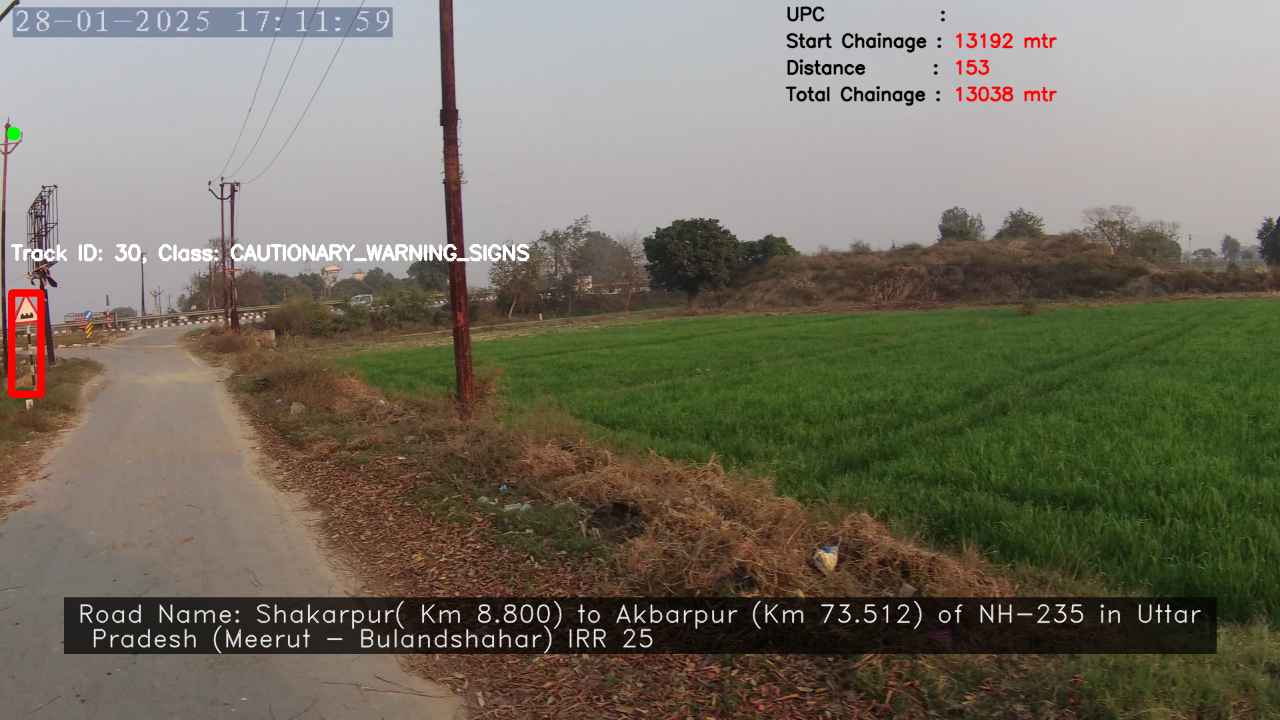 28-01-2025 17:11:59
UPC :
Start Chainage : 13192 mtr
Distance : 153
Total Chainage : 13038 mtr
Track ID: 30, Class: CAUTIONARY_WARNING_SIGNS
Road Name: Shakarpur( Km 8.800) to Akbarpur (Km 73.512) of NH-235 in Uttar
Pradesh (Meerut - Bulandshahar) IRR 25